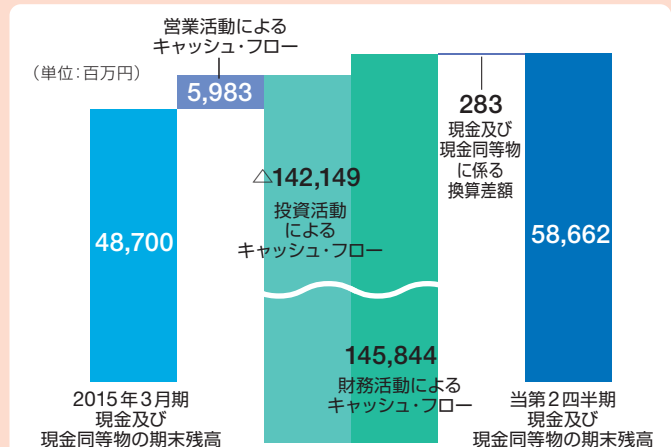 営業活動による
キャッシュ・フロー
（単位：百万円）
5,983
283
現金及び
現金同等物
に係る
換算差額
△142,149
投資活動
による
キャッシュ・フロー
48,700
58,662
145,844
財務活動による
キャッシュ・フロー
2015年3月期
現金及び
現金同等物の期末残高
当第2四半期
現金及び
現金同等物の期末残高